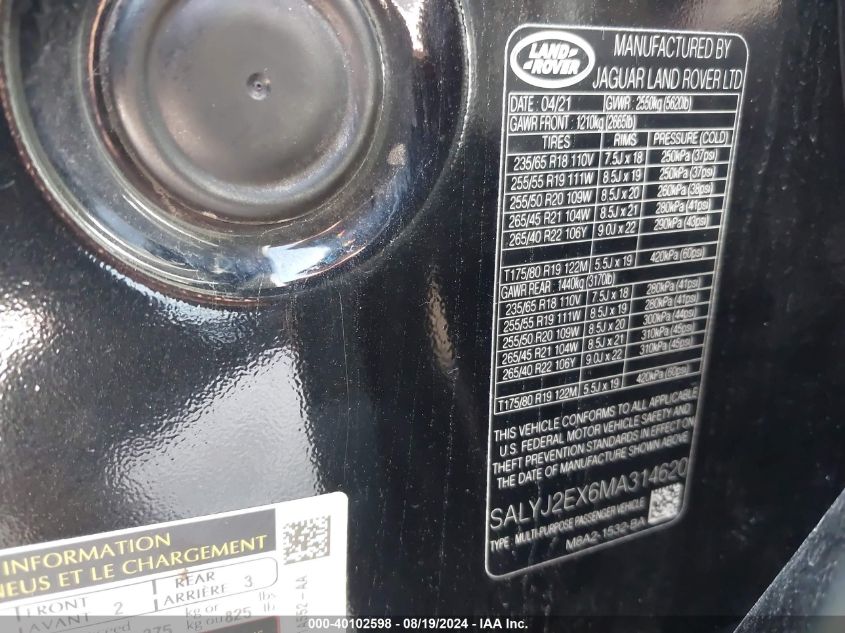 LAND
ROVER
MANUFACTURED BY
JAGUAR LAND ROVER LTD
DATE : 04/21 GVWR : 2550kg (5620lb)
GAWR FRONT : 1210kg (2665lb)
TIRES RIMS PRESSURE (COLD)
235/65 R18 110V 7.5J x 18 250kPa (37psi)
255/55 R19 111W 8.5J x 19 250kPa (37psi)
255/50 R20 109W 8.5J x 20 260kPa (38psi)
265/45 R21 104W 8.5J x 21 280kPa (41psi)
265/40 R22 106Y 9.0J x 22 290kPa (43psi)
T175/80 R19 122M 5.5J x 19 420kPa (60psi)
GAWR REAR : 1440kg (3170lb)
235/65 R18 110V 7.5J x 18 280kPa (41psi)
255/55 R19 111W 8.5J x 19 280kPa (41psi)
255/50 R20 109W 8.5J x 20 300kPa (44psi)
265/45 R21 104W 8.5J x 21 310kPa (45psi)
265/40 R22 106Y 9.0J x 22 310kPa (45psi)
T175/80 R19 122M 5.5J x 19 420kPa (60psi)
THIS VEHICLE CONFORMS TO ALL APPLICABLE
U.S. FEDERAL MOTOR VEHICLE SAFETY AND
THEFT PREVENTION STANDARDS IN EFFECT ON
THE DATE OF MANUFACTURE SHOWN ABOVE
SALYJ2EX6MA314620
TYPE : MULTI-PURPOSE PASSENGER VEHICLE
M8A2-1532-BA
INFORMATION
NEUS ET LE CHARGEMENT
FRONT
AVANT 2
REAR
ARRIÈRE 3
375 kg or
kg ou 825 lbs
lb
000-40102598 - 08/19/2024 - IAA Inc.